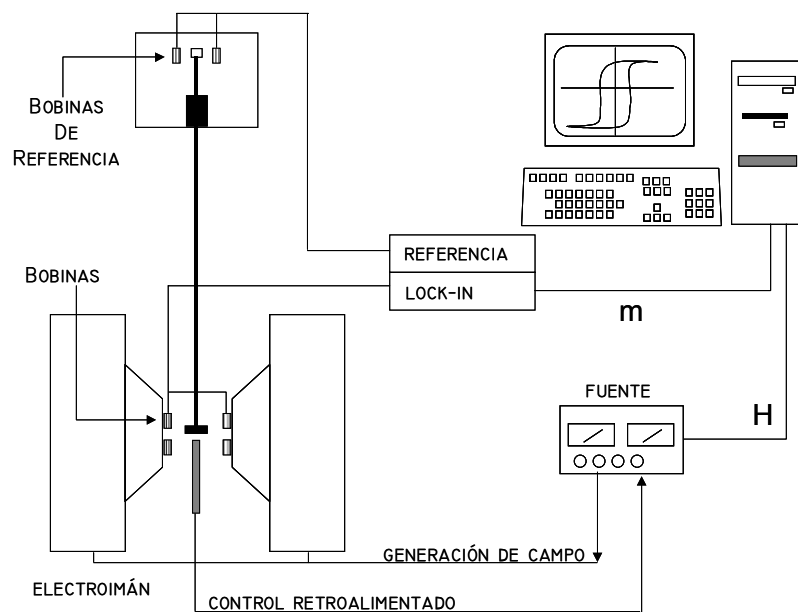 BOBINAS
DE
REFERENCIA
REFERENCIA
LOCK-IN
BOBINAS
m
FUENTE
H
GENERACIÓN DE CAMPO
ELECTROIMÁN
CONTROL RETROALIMENTADO